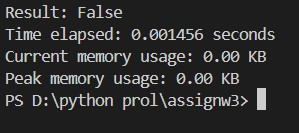 Result: False
Time elapsed: 0.001456 seconds
Current memory usage: 0.00 KB
Peak memory usage: 0.00 KB
PS D:\python prol\assignw3>